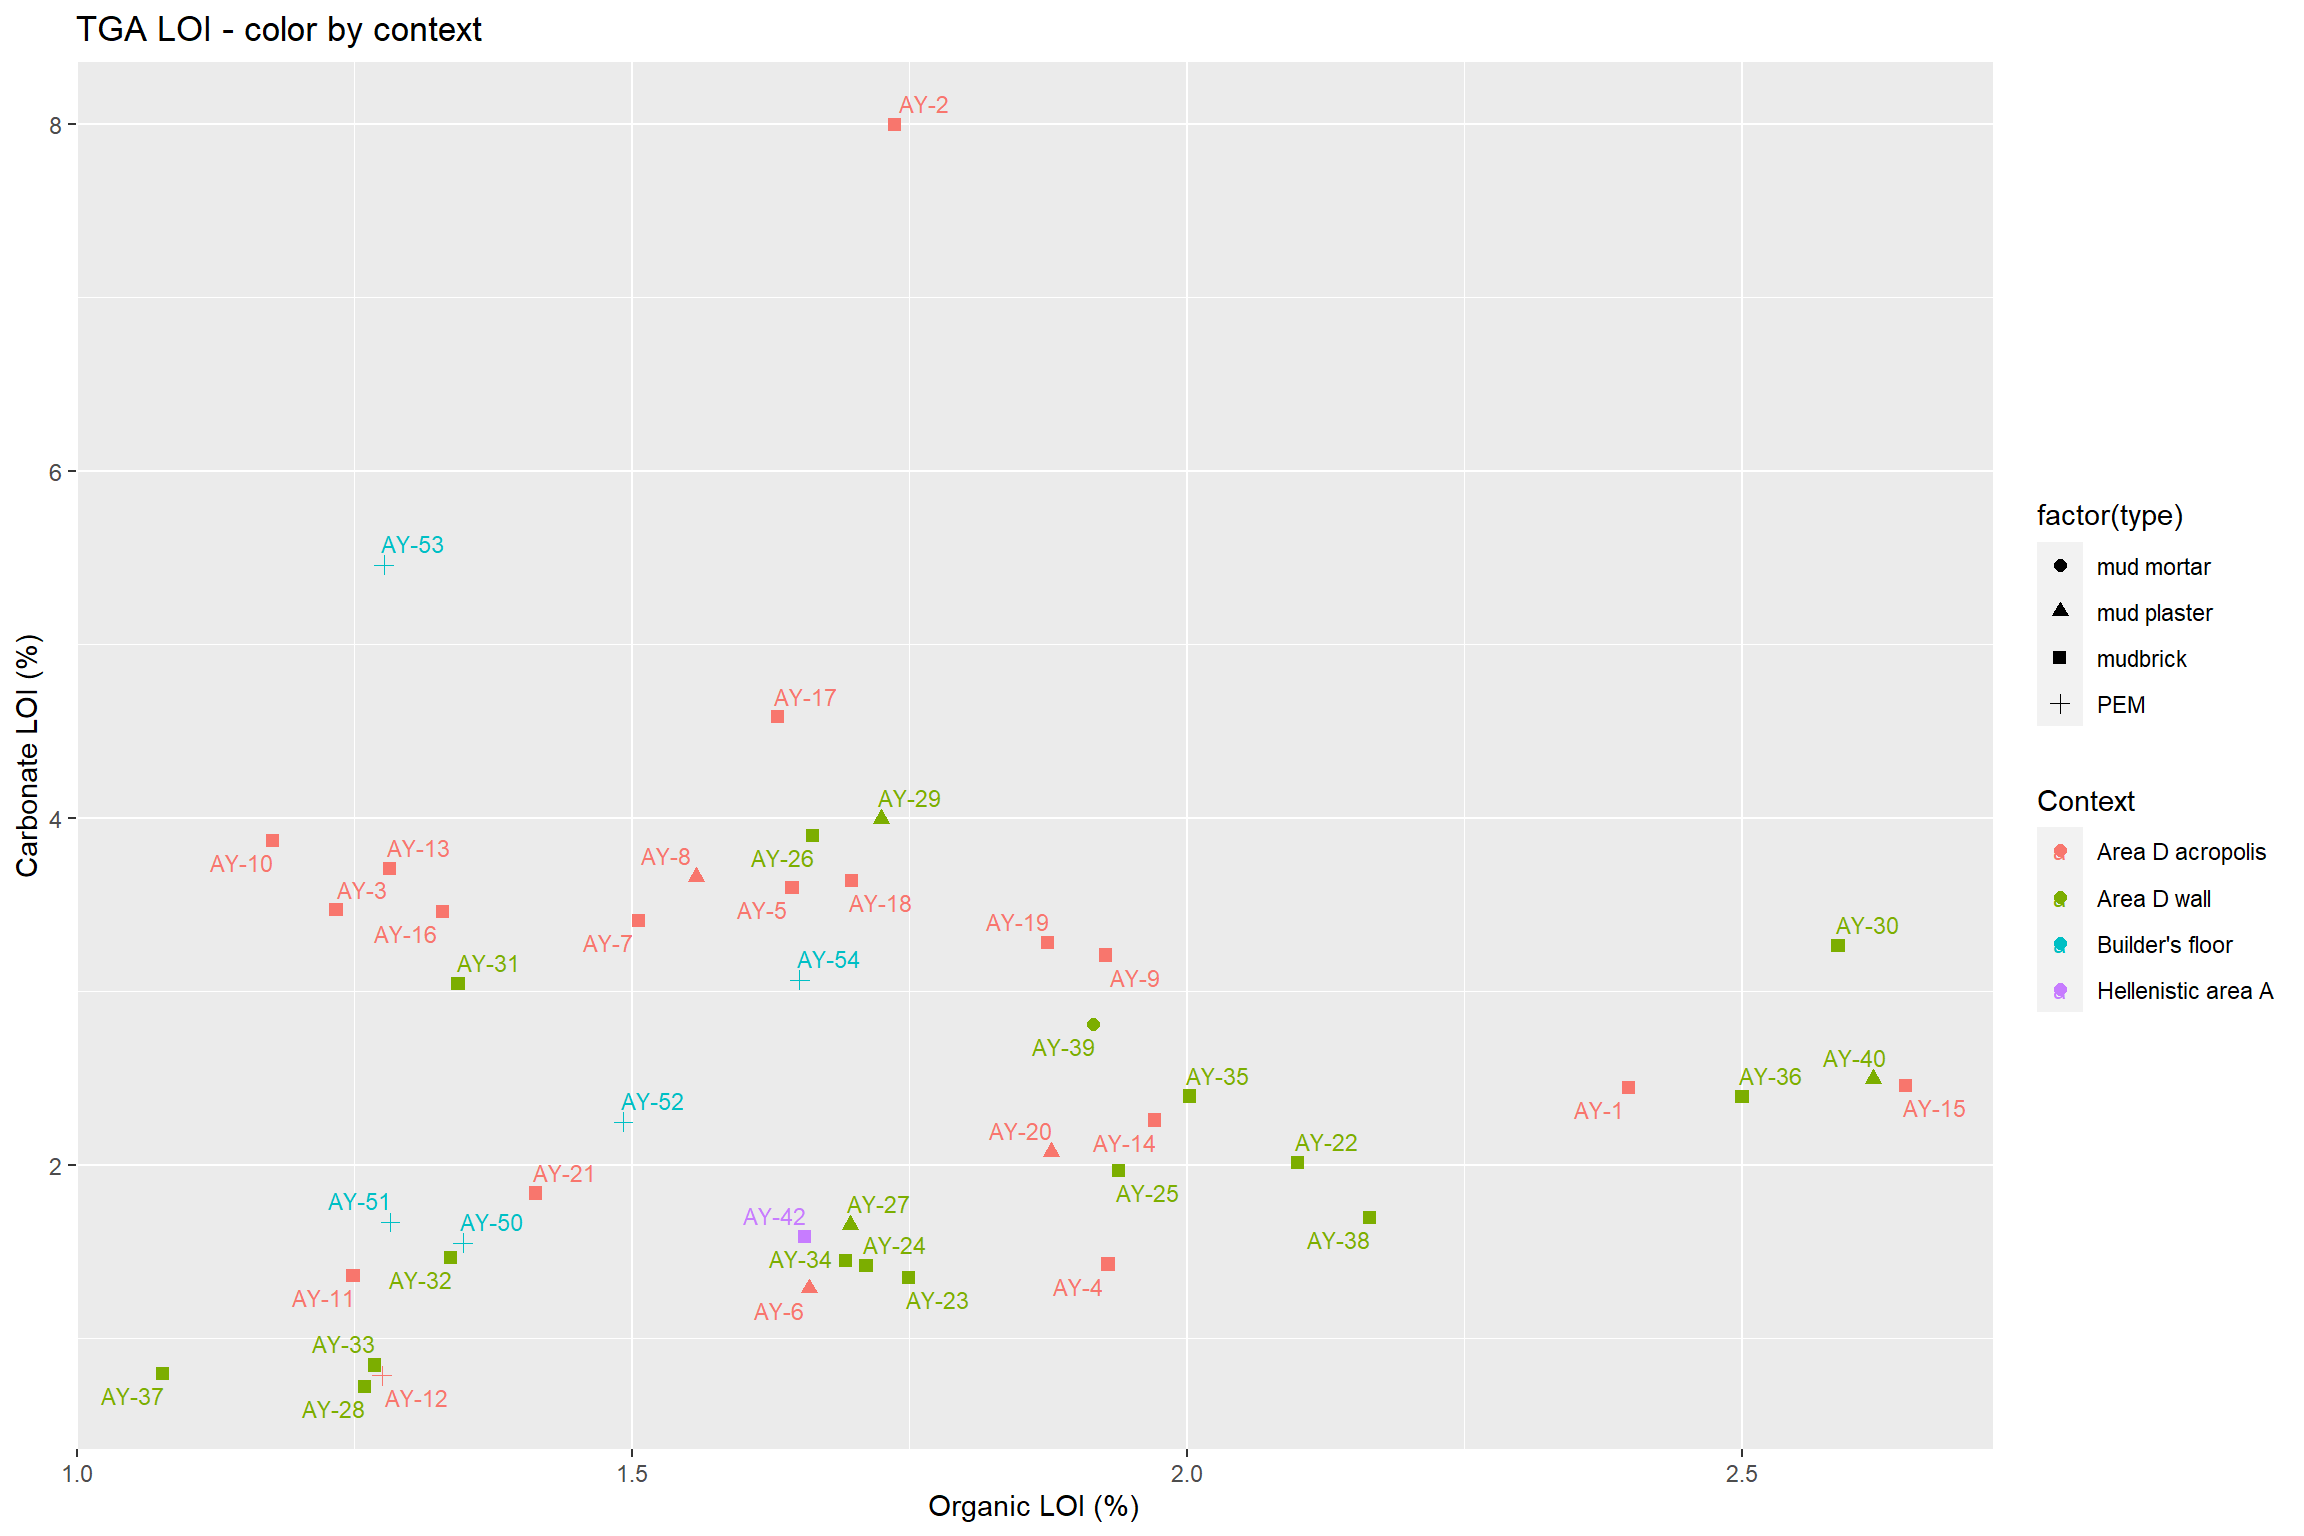 TGA LOI - color by context
AY-2
8
6
AY-53
factor(type)
mud mortar
mud plaster
mudbrick
PEM
Carbonate LOI (%)
AY-17
AY-29
4
AY-10
AY-13
AY-3
AY-16
AY-8
AY-26
AY-5
AY-18
AY-7
AY-19
AY-9
AY-30
AY-31
AY-54
Context
Area D acropolis
Area D wall
Builder's floor
Hellenistic area A
AY-39
AY-35
AY-40
AY-36
AY-1
AY-15
AY-52
AY-20
AY-14
AY-22
2
AY-21
AY-25
AY-51
AY-50
AY-27
AY-42
AY-24
AY-34
AY-38
AY-32
AY-11
AY-4
AY-6
AY-23
AY-33
AY-37
AY-12
AY-28
1.0
1.5
2.0
2.5
Organic LOI (%)